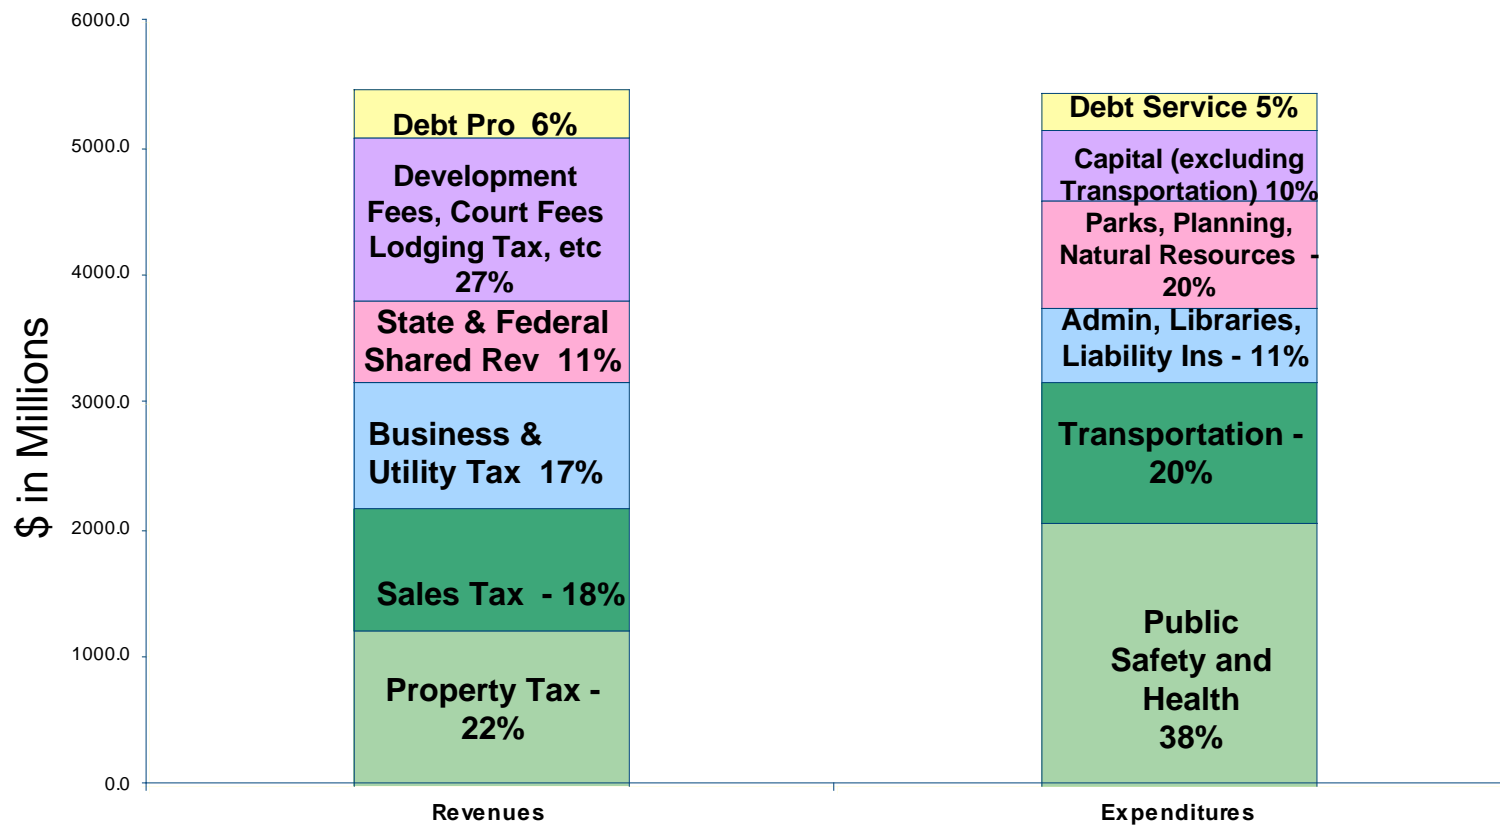 $ in Millions
6000.0
5000.0
4000.0
3000.0
2000.0
1000.0
0.0
Debt Pro 6%
Development
Fees, Court Fees
Lodging Tax, etc
27%
State & Federal
Shared Rev 11%
Business &
Utility Tax 17%
Sales Tax - 18%
Property Tax -
22%
Debt Service 5%
Capital (excluding
Transportation) 10%
Parks, Planning,
Natural Resources -
20%
Admin, Libraries,
Liability Ins - 11%
Transportation -
20%
Public
Safety and
Health
38%
Revenues
Expenditures